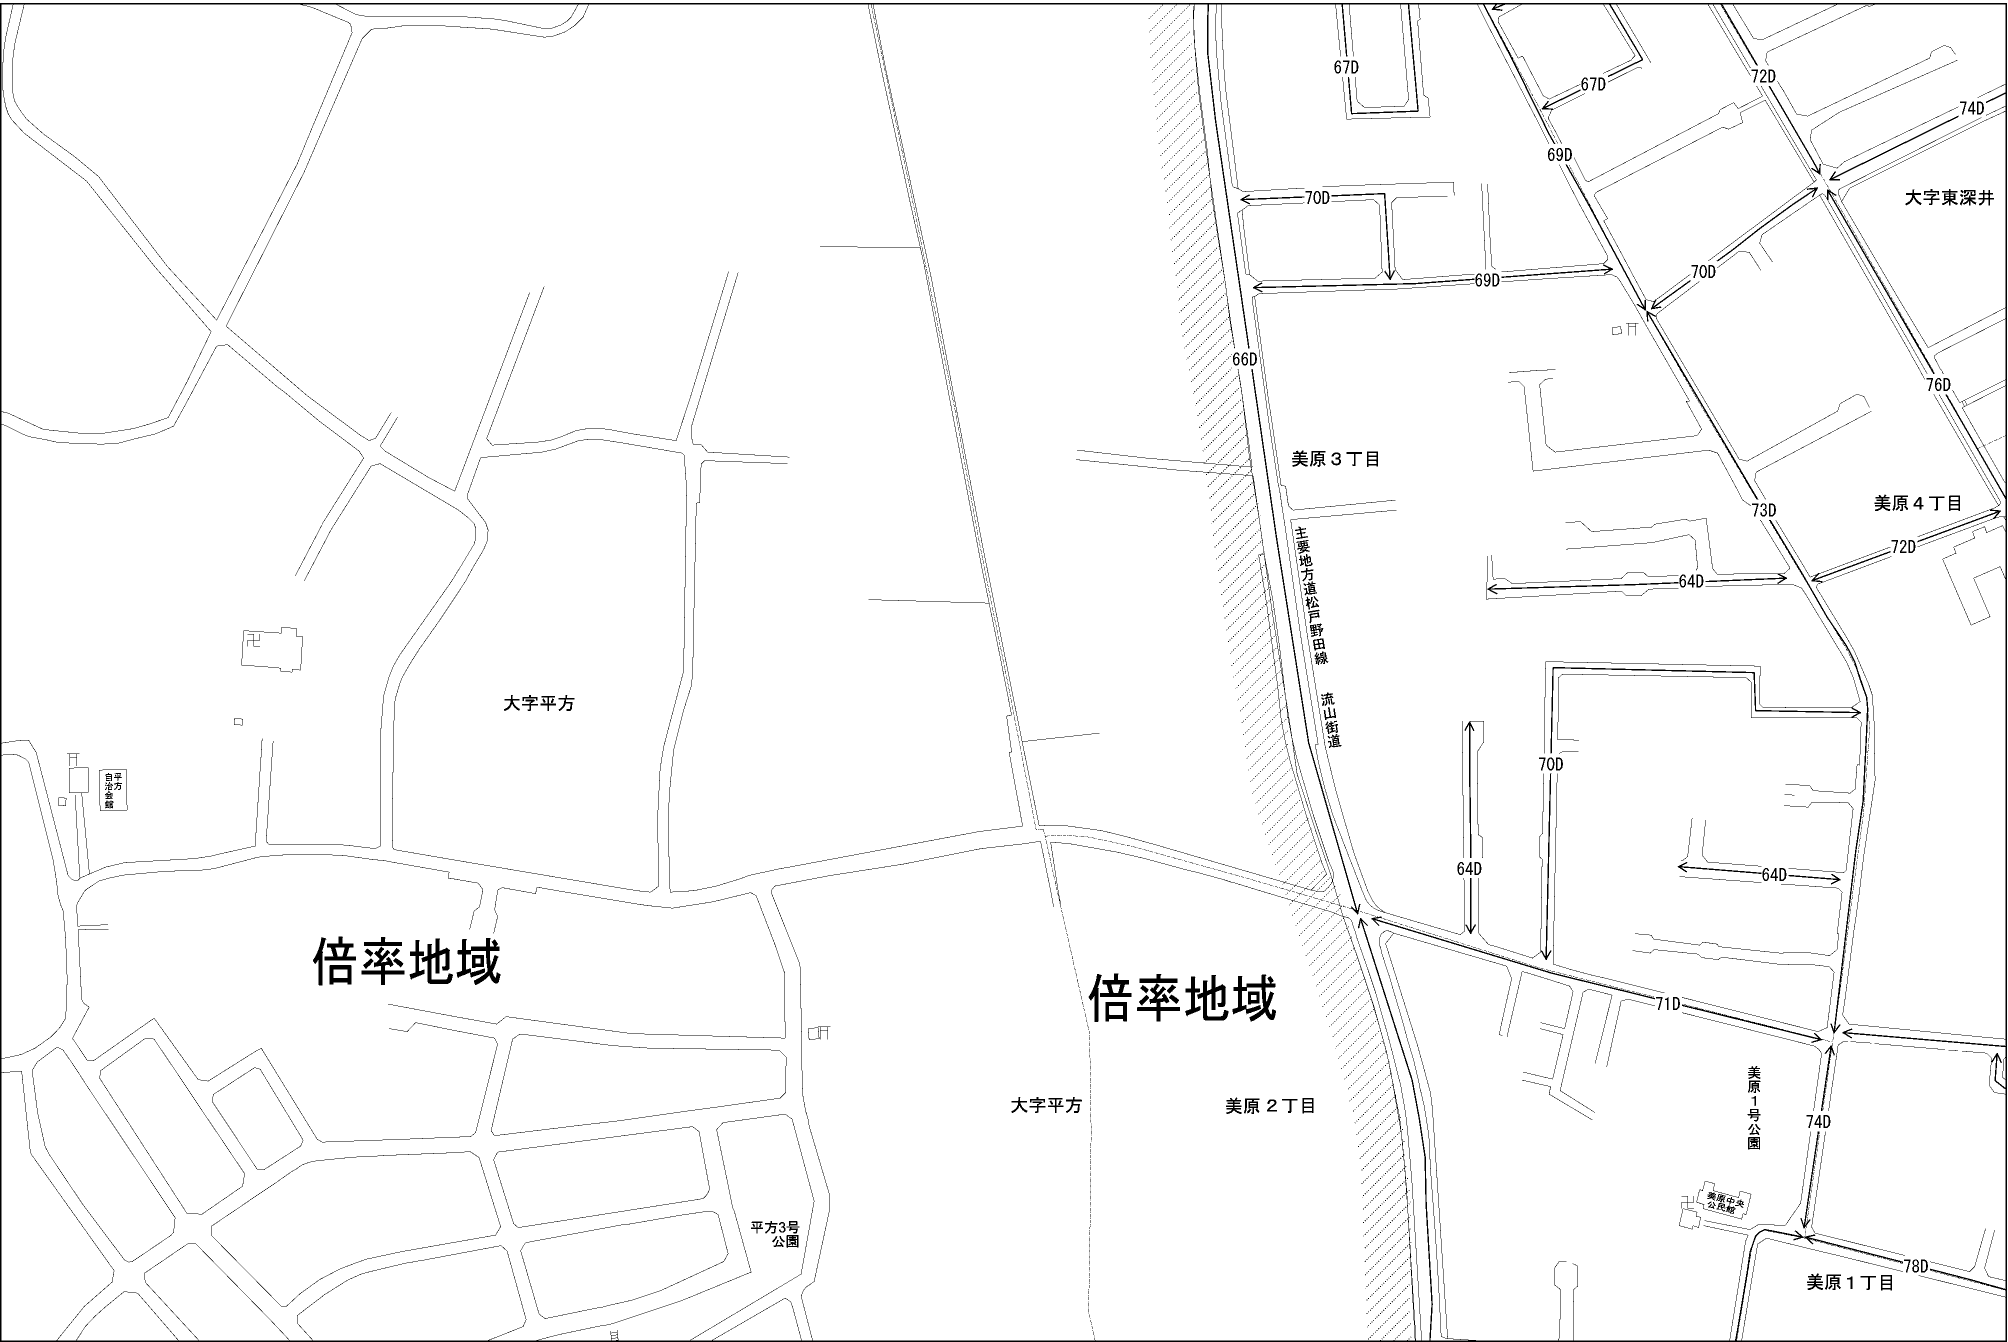 67D
67D
72D
74D
69D
70D
大字東深井
70D
69D
66D
76D
美原３丁目
美原４丁目
73D
72D
主要地方道松戸野田線　流山街道
64D
大字平方
70D
平方
自治会館
64D
64D
倍率地域
倍率地域
71D
大字平方
美原２丁目
美原１号公園
74D
美原中央
公民館
平方3号
公園
78D
美原１丁目